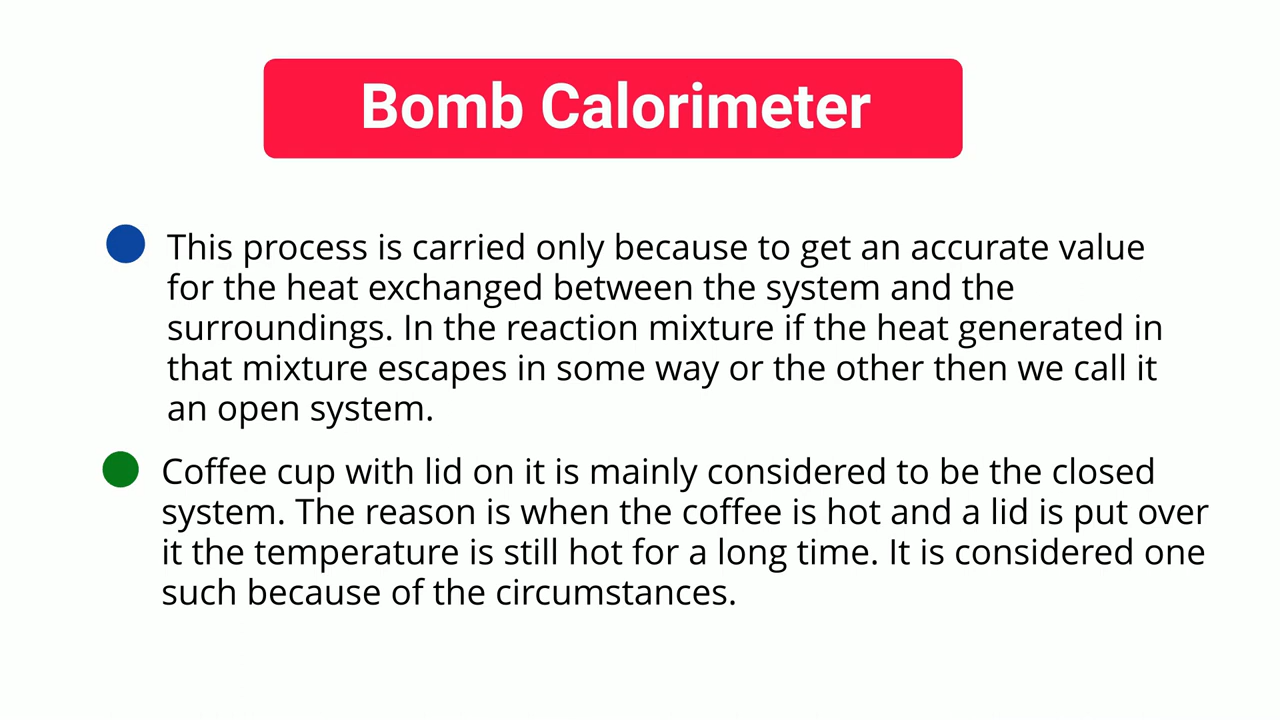 Bomb Calorimeter
This process is carried only because to get an accurate value
for the heat exchanged between the system and the
surroundings. In the reaction mixture if the heat generated in
that mixture escapes in some way or the other then we call it
an open system.
Coffee cup with lid on it is mainly considered to be the closed
system. The reason is when the coffee is hot and a lid is put over
it the temperature is still hot for a long time. It is considered one
such because of the circumstances.